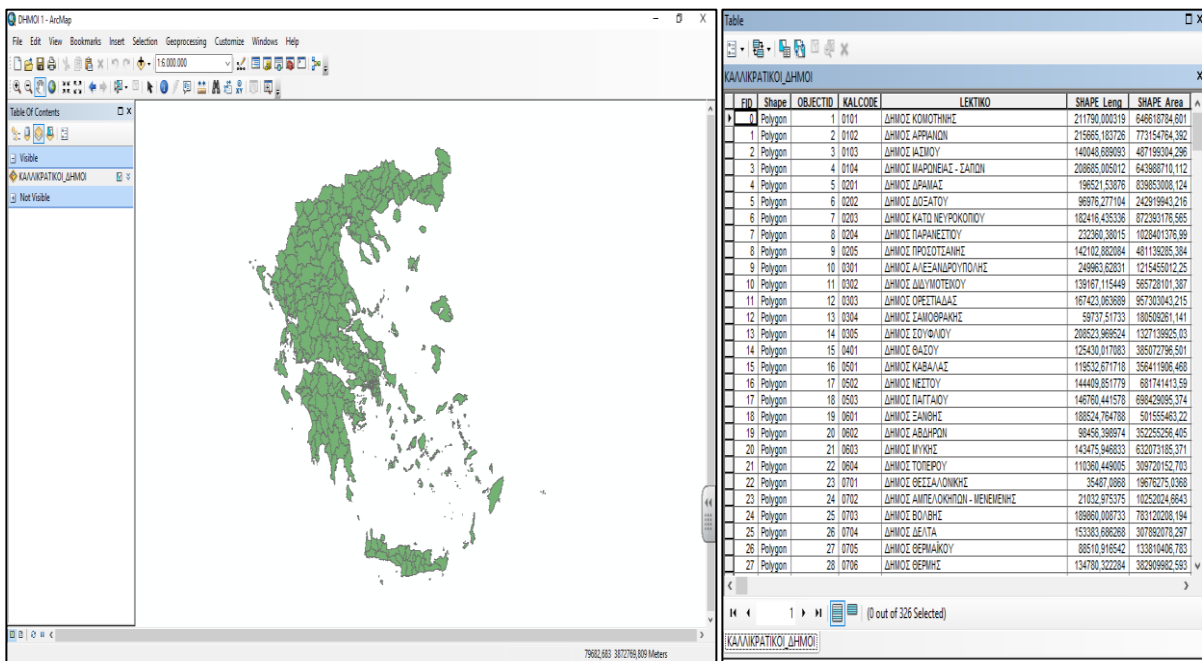 DHMOI 1 - ArcMap
File Edit View Bookmarks Insert Selection Geoprocessing Customize Windows Help
1:6.000.000
Table Of Contents
Visible
ΚΑΛΛΙΚΡΑΤΙΚΟΙ_ΔΗΜΟΙ
Not Visible
79682,683 3872769,809 Meters
Table
ΚΑΛΛΙΚΡΑΤΙΚΟΙ_ΔΗΜΟΙ
FID Shape OBJECTID KALCODE LEKTIKO SHAPE_Leng SHAPE_Area
0 Polygon 1 0101 ΔΗΜΟΣ ΚΟΜΟΤΗΝΗΣ 211790,000319 646618784,601
1 Polygon 2 0102 ΔΗΜΟΣ ΑΡΡΙΑΝΩΝ 215665,183726 773154764,392
2 Polygon 3 0103 ΔΗΜΟΣ ΙΑΣΜΟΥ 140048,689093 487199304,296
3 Polygon 4 0104 ΔΗΜΟΣ ΜΑΡΩΝΕΙΑΣ - ΣΑΠΩΝ 208685,005012 643988710,112
4 Polygon 5 0201 ΔΗΜΟΣ ΔΡΑΜΑΣ 196521,53876 839853008,124
5 Polygon 6 0202 ΔΗΜΟΣ ΔΟΞΑΤΟΥ 96976,277104 242919943,216
6 Polygon 7 0203 ΔΗΜΟΣ ΚΑΤΩ ΝΕΥΡΟΚΟΠΙΟΥ 182416,435336 872393176,565
7 Polygon 8 0204 ΔΗΜΟΣ ΠΑΡΑΝΕΣΤΙΟΥ 232360,38015 1028401376,99
8 Polygon 9 0205 ΔΗΜΟΣ ΠΡΟΣΟΤΣΑΝΗΣ 142102,882084 481139285,384
9 Polygon 10 0301 ΔΗΜΟΣ ΑΛΕΞΑΝΔΡΟΥΠΟΛΗΣ 249963,62831 1215455012,25
10 Polygon 11 0302 ΔΗΜΟΣ ΔΙΔΥΜΟΤΕΙΧΟΥ 139167,115449 565728101,387
11 Polygon 12 0303 ΔΗΜΟΣ ΟΡΕΣΤΙΑΔΑΣ 167423,063689 957303043,215
12 Polygon 13 0304 ΔΗΜΟΣ ΣΑΜΟΘΡΑΚΗΣ 59737,51733 180509261,141
13 Polygon 14 0305 ΔΗΜΟΣ ΣΟΥΦΛΙΟΥ 208523,969524 1327139925,03
14 Polygon 15 0401 ΔΗΜΟΣ ΘΑΣΟΥ 125430,017083 385072796,501
15 Polygon 16 0501 ΔΗΜΟΣ ΚΑΒΑΛΑΣ 119532,671718 356411906,468
16 Polygon 17 0502 ΔΗΜΟΣ ΝΕΣΤΟΥ 144409,851779 681741413,59
17 Polygon 18 0503 ΔΗΜΟΣ ΠΑΓΓΑΙΟΥ 146760,441578 698429095,374
18 Polygon 19 0601 ΔΗΜΟΣ ΞΑΝΘΗΣ 188524,764788 501555463,22
19 Polygon 20 0602 ΔΗΜΟΣ ΑΒΔΗΡΩΝ 98456,398974 352255256,405
20 Polygon 21 0603 ΔΗΜΟΣ ΜΥΚΗΣ 143475,946833 632073185,371
21 Polygon 22 0604 ΔΗΜΟΣ ΤΟΠΕΙΡΟΥ 110360,449005 309720152,703
22 Polygon 23 0701 ΔΗΜΟΣ ΘΕΣΣΑΛΟΝΙΚΗΣ 35487,0868 19676275,0368
23 Polygon 24 0702 ΔΗΜΟΣ ΑΜΠΕΛΟΚΗΠΩΝ - ΜΕΝΕΜΕΝΗΣ 21032,975375 10252024,6643
24 Polygon 25 0703 ΔΗΜΟΣ ΒΟΛΒΗΣ 189860,008733 783120208,194
25 Polygon 26 0704 ΔΗΜΟΣ ΔΕΛΤΑ 153383,686268 307892078,297
26 Polygon 27 0705 ΔΗΜΟΣ ΘΕΡΜΑΪΚΟΥ 88510,916542 133810406,783
27 Polygon 28 0706 ΔΗΜΟΣ ΘΕΡΜΗΣ 134780,322284 382909982,593
1 (0 out of 326 Selected)
ΚΑΛΛΙΚΡΑΤΙΚΟΙ_ΔΗΜΟΙ